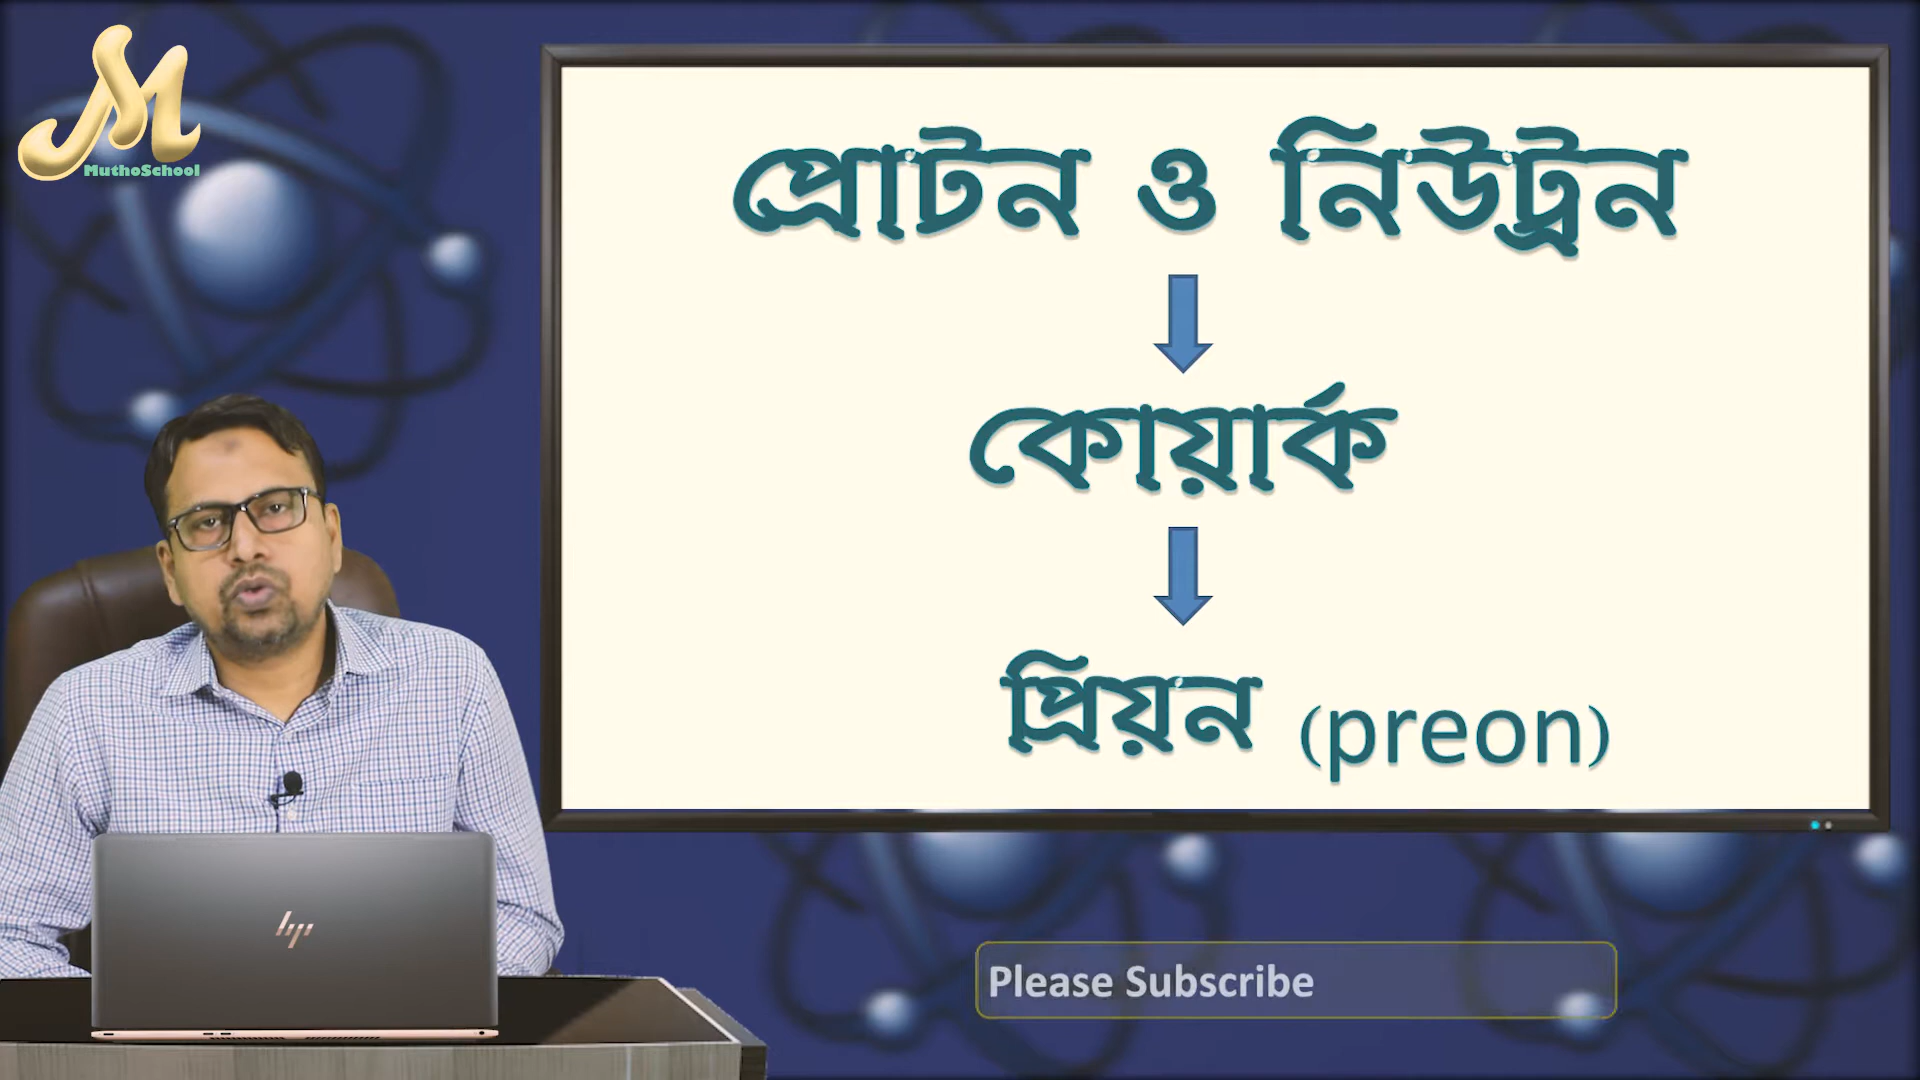 MuthoSchool
প্রোটন ও নিউট্রন
কোয়ার্ক
প্রিয়ন (preon)
hp
Please Subscribe